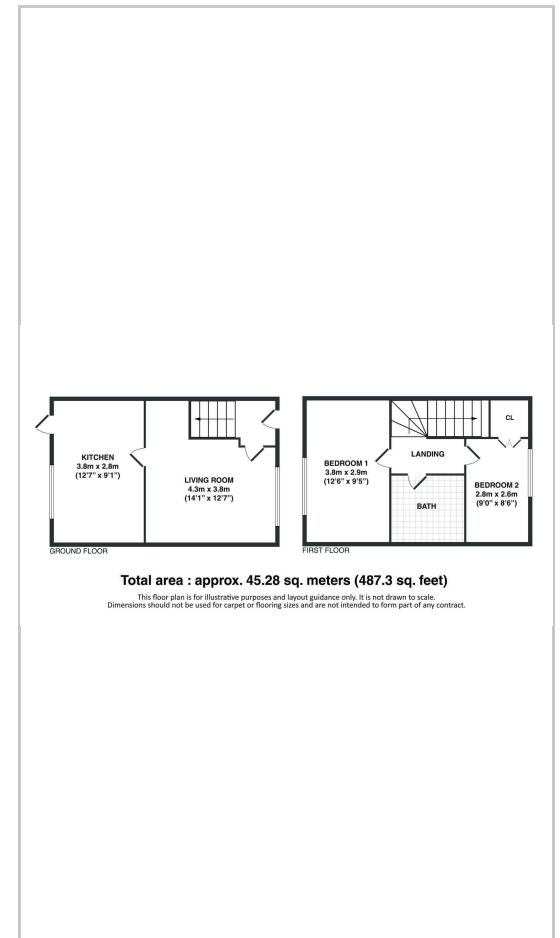 KITCHEN
3.8m x 2.8m
(12'7" x 9'1")
LIVING ROOM
4.3m x 3.8m
(14'1" x 12'7")
GROUND FLOOR
BEDROOM 1
3.8m x 2.9m
(12'6" x 9'5")
LANDING
BATH
CL
BEDROOM 2
2.8m x 2.6m
(9'0" x 8'6")
FIRST FLOOR
Total area : approx. 45.28 sq. meters (487.3 sq. feet)
This floor plan is for illustrative purposes and layout guidance only. It is not drawn to scale.
Dimensions should not be used for carpet or flooring sizes and are not intended to form part of any contract.